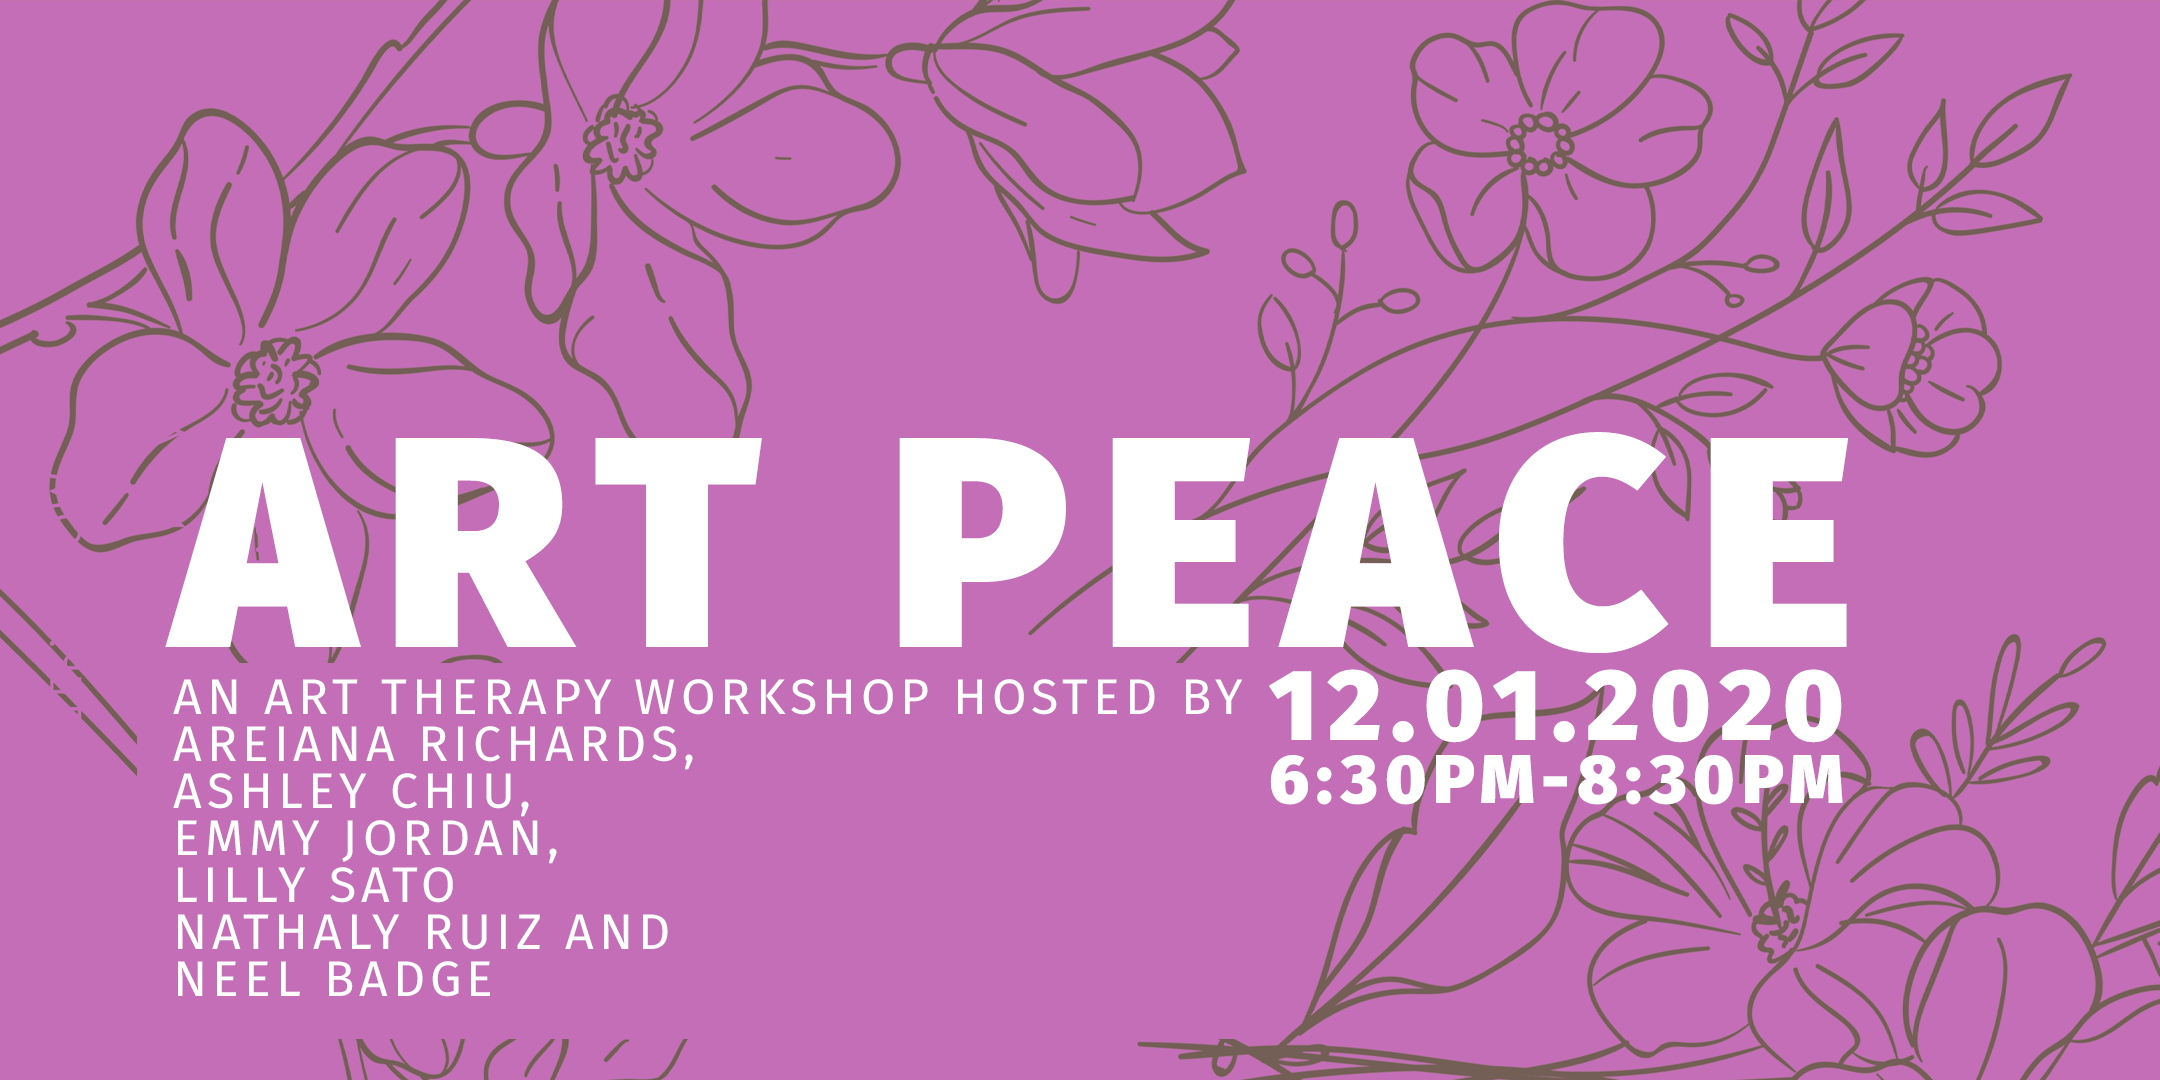 ART PEACE
AN ART THERAPY WORKSHOP HOSTED BY
AREIANA RICHARDS,
ASHLEY CHIU,
EMMY JORDAN,
LILLY SATO
NATHALY RUIZ AND
NEEL BADGE
12.01.2020
6:30PM-8:30PM